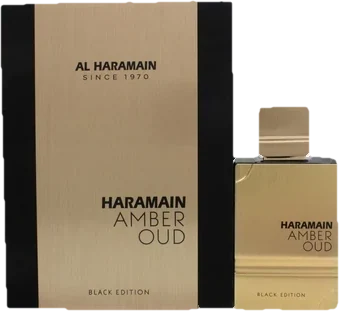 AL HARAMAIN
SINCE 1970
HARAMAIN
AMBER
OUD
BLACK EDITION
HARAMAIN
AMBER
OUD
BLACK EDITION